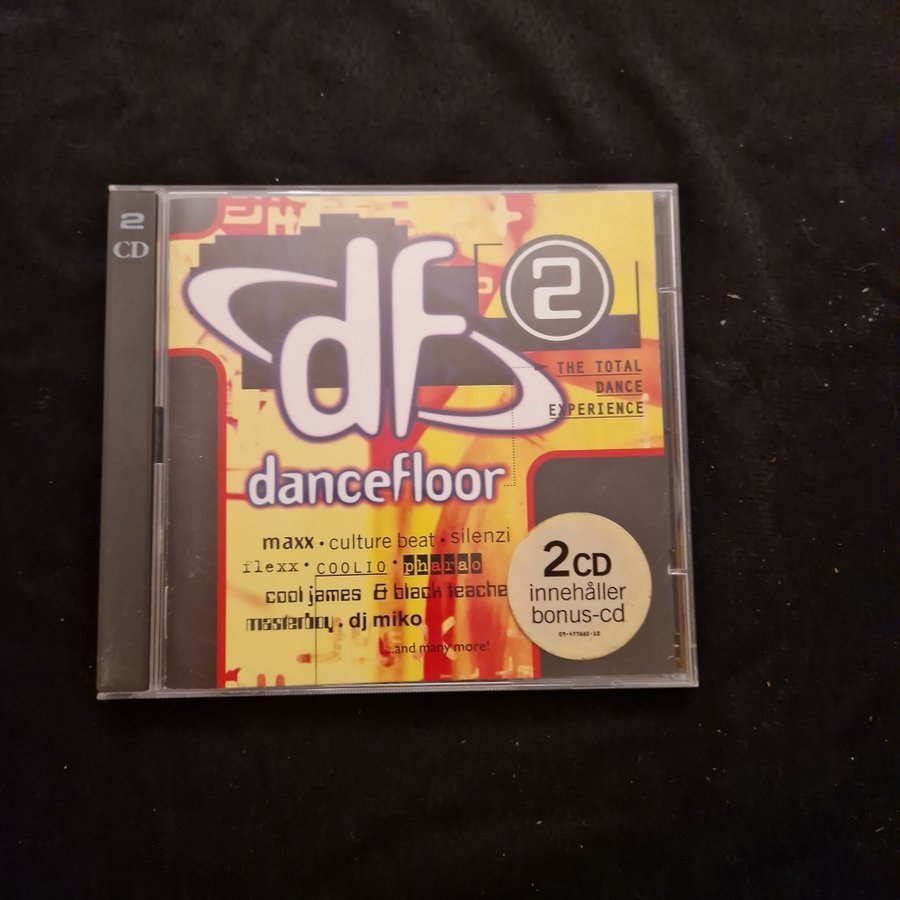 2
CD
df
2
THE TOTAL
DANCE
EXPERIENCE
dancefloor
maxx • culture beat • silenzi
flexx • COOLIO • pharao
cool james & black teache
masterboy • dj miko
...and many more!
2CD
innehåller
bonus-cd